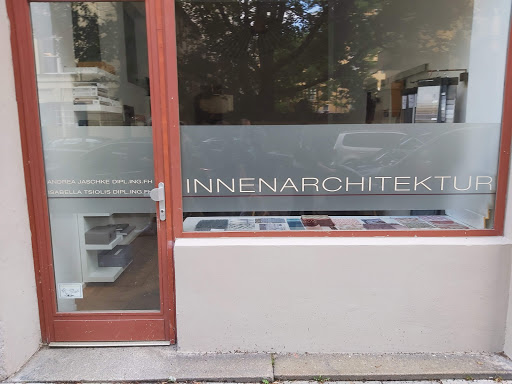 ANDREA JASCHKE DIPL.ING.FH
ISABELLA TSIOLIS DIPL.ING.FH
INNENARCHITEKTUR